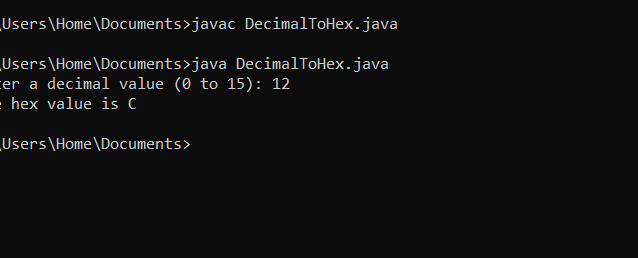 \Users\Home\Documents>javac DecimalToHex.java
\Users\Home\Documents>java DecimalToHex.java
ter a decimal value (0 to 15): 12
e hex value is C
\Users\Home\Documents>